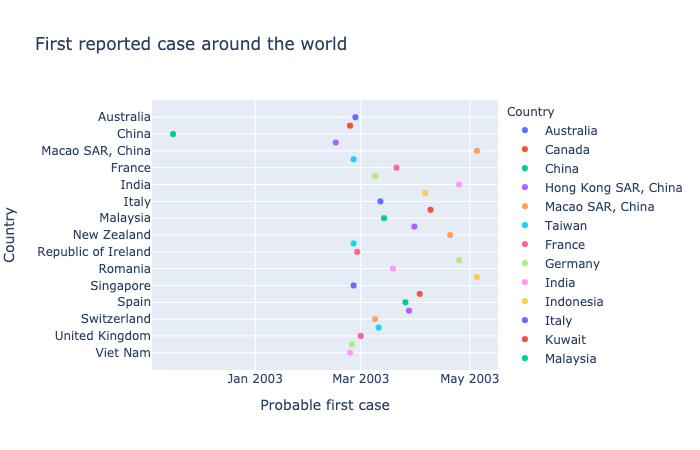 First reported case around the world
Country
Australia
China
Macao SAR, China
France
India
Italy
Malaysia
New Zealand
Republic of Ireland
Romania
Singapore
Spain
Switzerland
United Kingdom
Viet Nam
Jan 2003
Mar 2003
May 2003
Probable first case
Country
Australia
Canada
China
Hong Kong SAR, China
Macao SAR, China
Taiwan
France
Germany
India
Indonesia
Italy
Kuwait
Malaysia